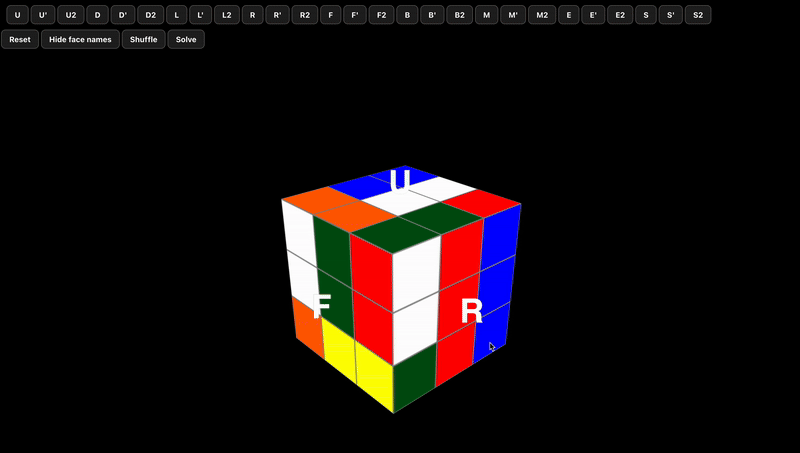 U U' U2 D D' D2 L L' L2 R R' R2 F F' F2 B B' B2 M M' M2 E E' E2 S S' S2
Reset Hide face names Shuffle Solve
U
F R